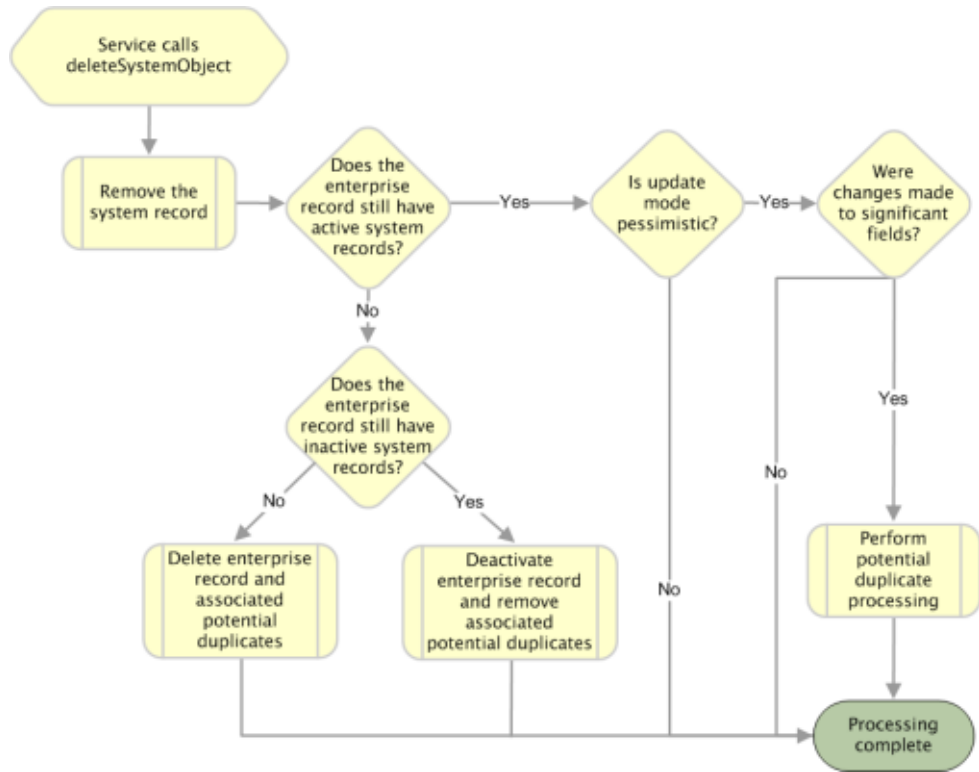 Service calls
deleteSystemObject
Remove the
system record
Does the
enterprise
record still have
active system
records?
Yes
Is update
mode
pessimistic?
Yes
Were
changes made
to significant
fields?
No
Does the
enterprise
record still have
inactive system
records?
No
Yes
Delete enterprise
record and
associated
potential
duplicates
Deactivate
enterprise record
and remove
associated
potential duplicates
No
No
Yes
Perform
potential
duplicate
processing
Processing
complete